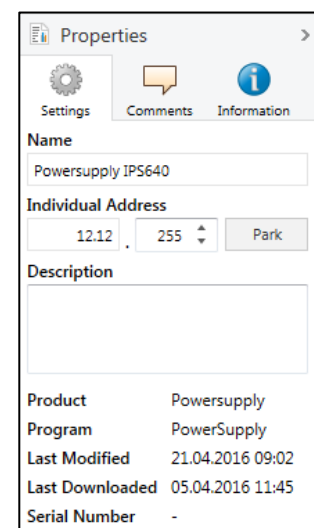 Properties >
Settings Comments Information
Name
Powersupply IPS640
Individual Address
12.12 . 255 Park
Description
Product Powersupply
Program PowerSupply
Last Modified 21.04.2016 09:02
Last Downloaded 05.04.2016 11:45
Serial Number -